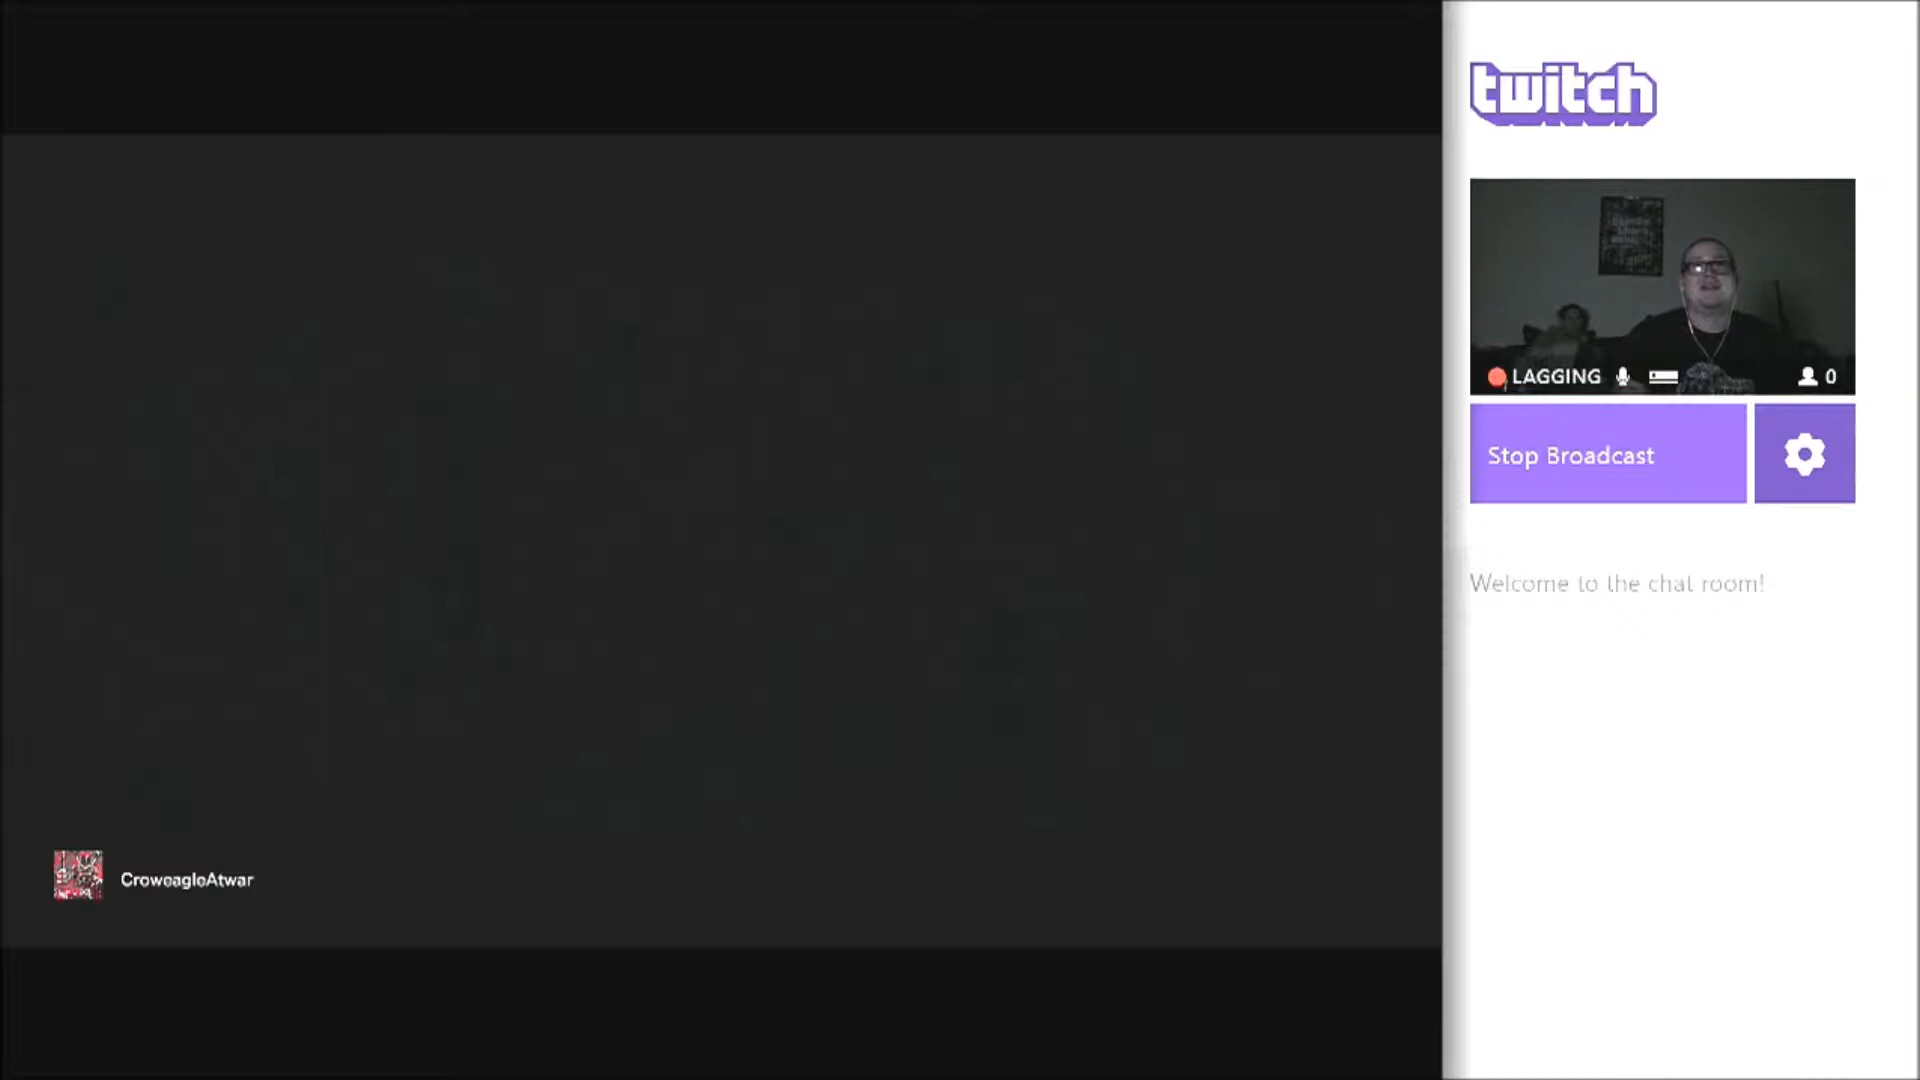 twitch
LAGGING
0
Stop Broadcast
Welcome to the chat room!
CroweagleAtwar